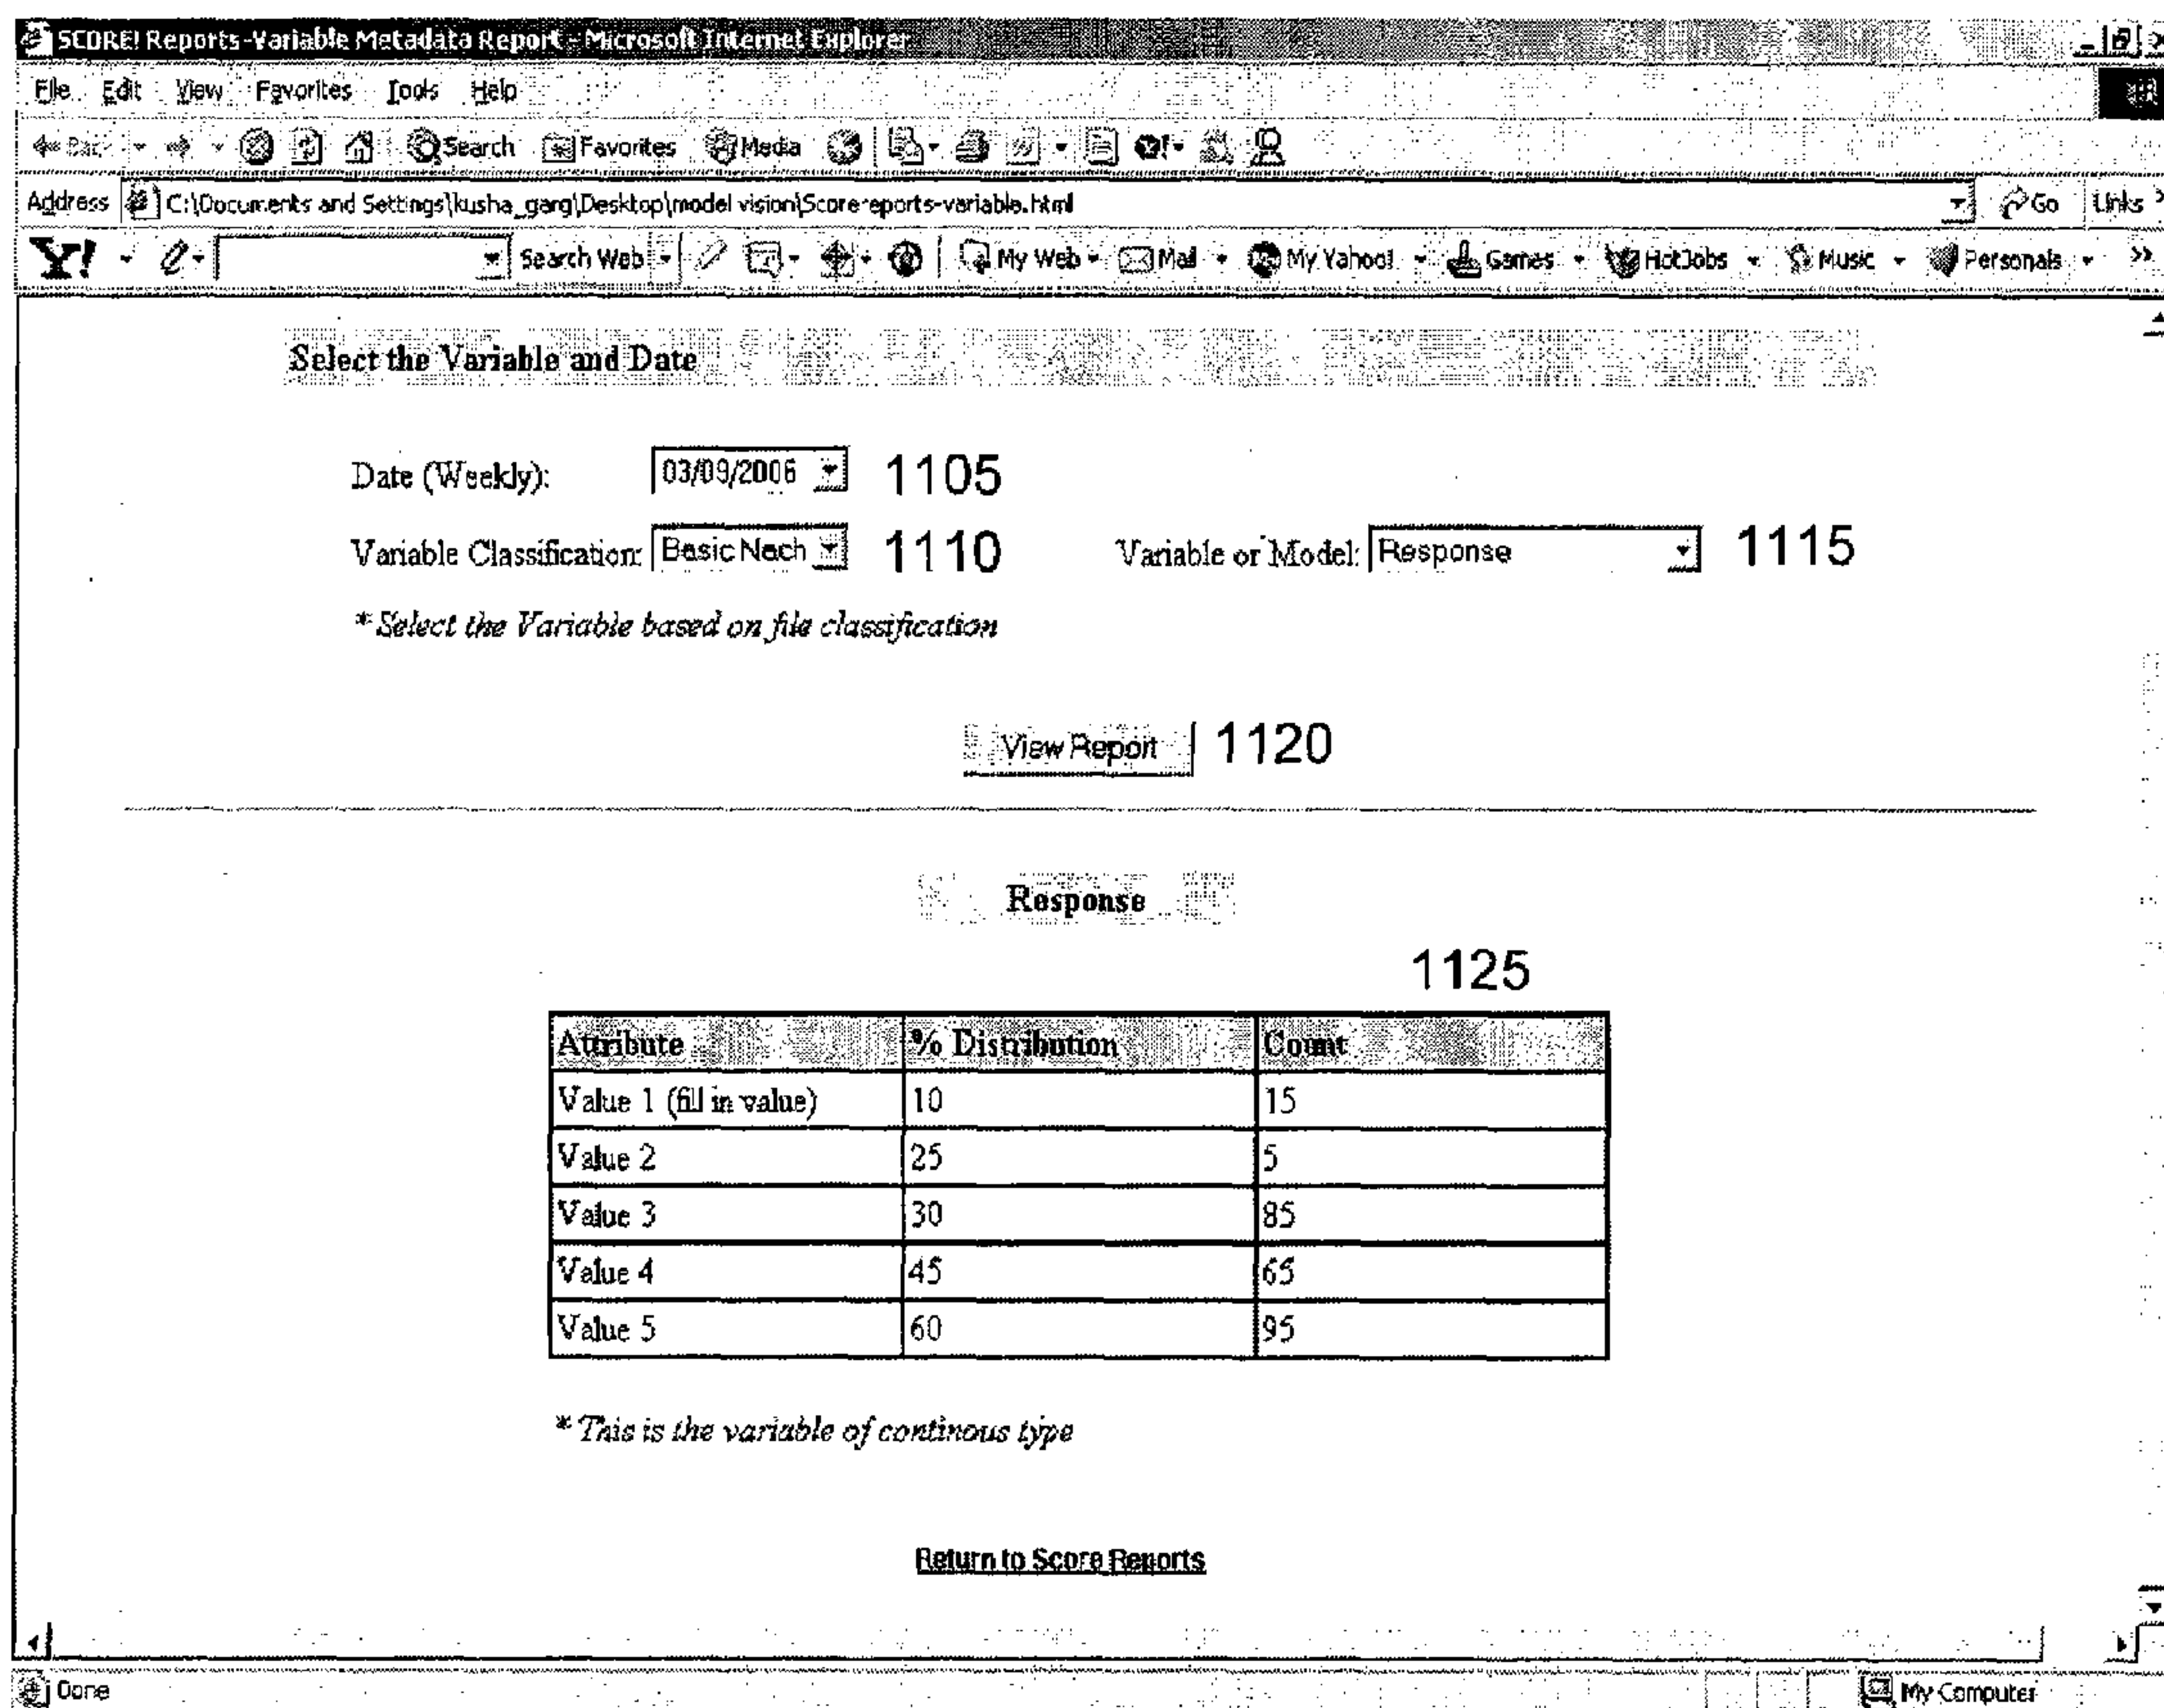 SCORE! Reports-Variable Metadata Report - Microsoft Internet Explorer
File Edit View Favorites Tools Help
Search Favorites Media
Address C:\Documents and Settings\kusha_garg\Desktop\model vision\Scorereports-variable.html Go Links
Y! Search Web My Web Mail My Yahoo! Games HotJobs Music Personals
Select the Variable and Date
Date (Weekly): 03/09/2006 1105
Variable Classification: Basic Nech 1110 Variable or Model: Response 1115
* Select the Variable based on file classification
View Report 1120
Response
1125
Attribute % Distribution Count
Value 1 (fill in value) 10 15
Value 2 25 5
Value 3 30 85
Value 4 45 65
Value 5 60 95
* This is the variable of continous type
Return to Score Reports
Done My Computer